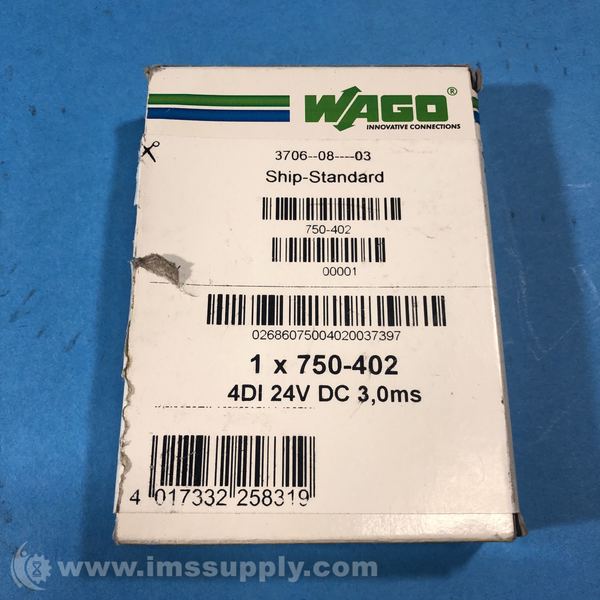 WAGO®
INNOVATIVE CONNECTIONS
3706--08----03
Ship-Standard
750-402
00001
02686075004020037397
1 x 750-402
4DI 24V DC 3,0ms
4 017332 258319
© www.imssupply.com